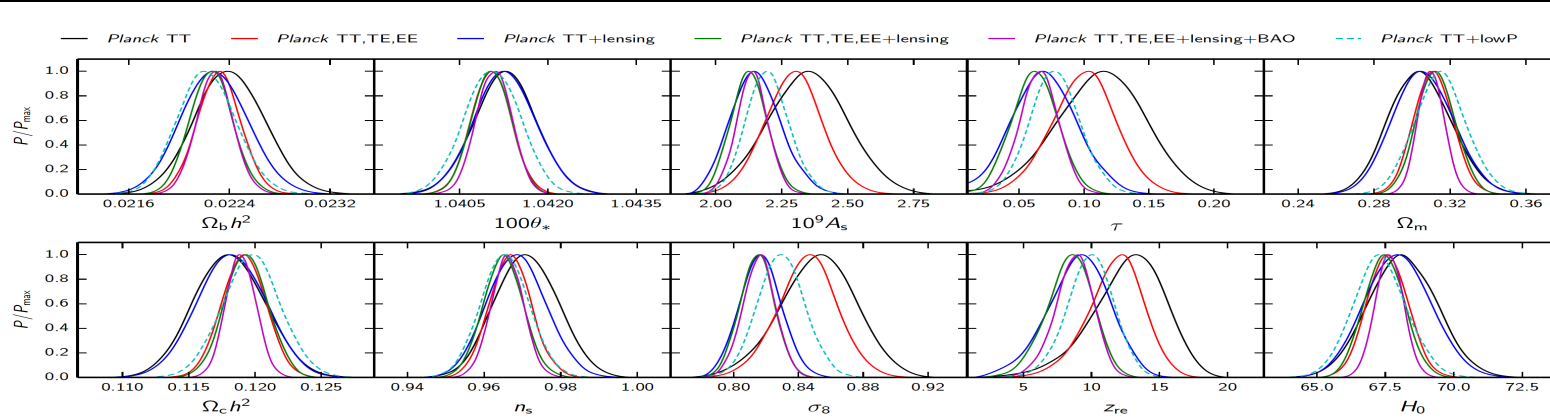 Planck TT Planck TT,TE,EE Planck TT+lensing Planck TT,TE,EE+lensing Planck TT,TE,EE+lensing+BAO Planck TT+lowP
1.0
0.8
0.6
0.4
0.2
0.0
P/Pmax
0.0216 0.0224 0.0232 1.0405 1.0420 1.0435 2.00 2.25 2.50 2.75 0.05 0.10 0.15 0.20 0.24 0.28 0.32 0.36
Ωbh² 100θ* 10⁹As τ Ωm
1.0
0.8
0.6
0.4
0.2
0.0
P/Pmax
0.110 0.115 0.120 0.125 0.94 0.96 0.98 1.00 0.80 0.84 0.88 0.92 5 10 15 20 65.0 67.5 70.0 72.5
Ωch² ns σ8 zre H0